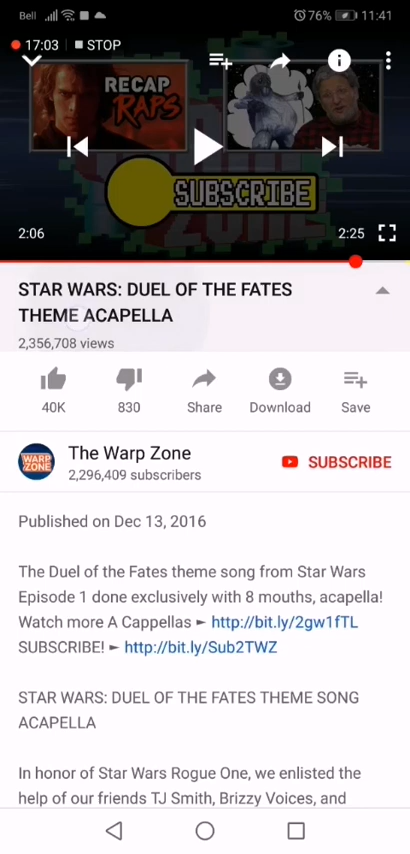 Bell 76% 11:41
17:03 STOP
RECAP
RAPS
SUBSCRIBE
2:06 2:25
STAR WARS: DUEL OF THE FATES
THEME ACAPELLA
2,356,708 views
40K 830 Share Download Save
WARP
ZONE
The Warp Zone
2,296,409 subscribers
SUBSCRIBE
Published on Dec 13, 2016
The Duel of the Fates theme song from Star Wars
Episode 1 done exclusively with 8 mouths, acapella!
Watch more A Cappellas ► http://bit.ly/2gw1fTL
SUBSCRIBE! ► http://bit.ly/Sub2TWZ
STAR WARS: DUEL OF THE FATES THEME SONG
ACAPELLA
In honor of Star Wars Rogue One, we enlisted the
help of our friends TJ Smith, Brizzy Voices, and